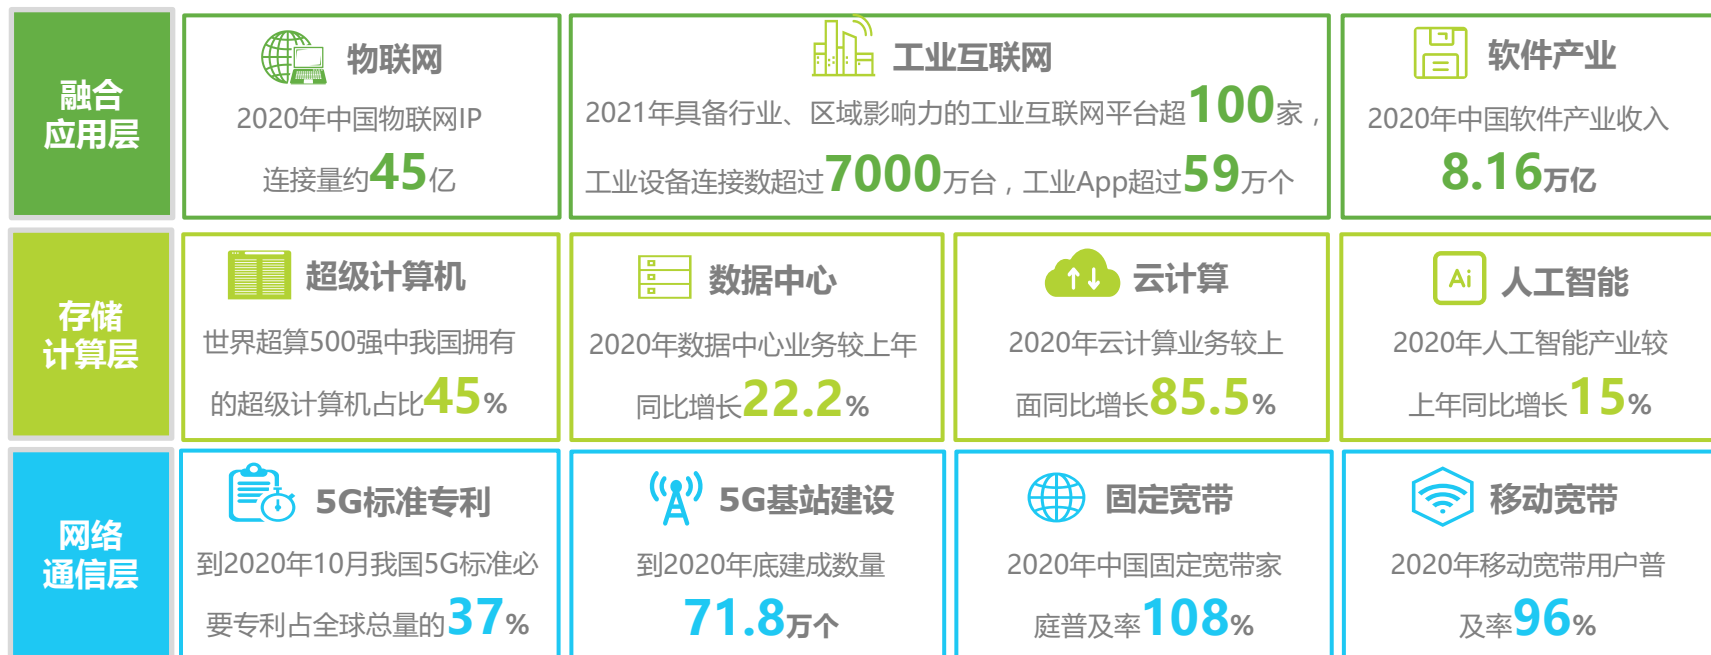 融合
应用层
物联网
2020年中国物联网IP
连接量约45亿
工业互联网
2021年具备行业、区域影响力的工业互联网平台超100家，
工业设备连接数超过7000万台，工业App超过59万个
软件产业
2020年中国软件产业收入
8.16万亿
存储
计算层
超级计算机
世界超算500强中我国拥有
的超级计算机占比45%
数据中心
2020年数据中心业务较上年
同比增长22.2%
云计算
2020年云计算业务较上
面同比增长85.5%
Ai
人工智能
2020年人工智能产业较
上年同比增长15%
网络
通信层
5G标准专利
到2020年10月我国5G标准必
要专利占全球总量的37%
5G基站建设
到2020年底建成数量
71.8万个
固定宽带
2020年中国固定宽带家
庭普及率108%
移动宽带
2020年移动宽带用户普
及率96%